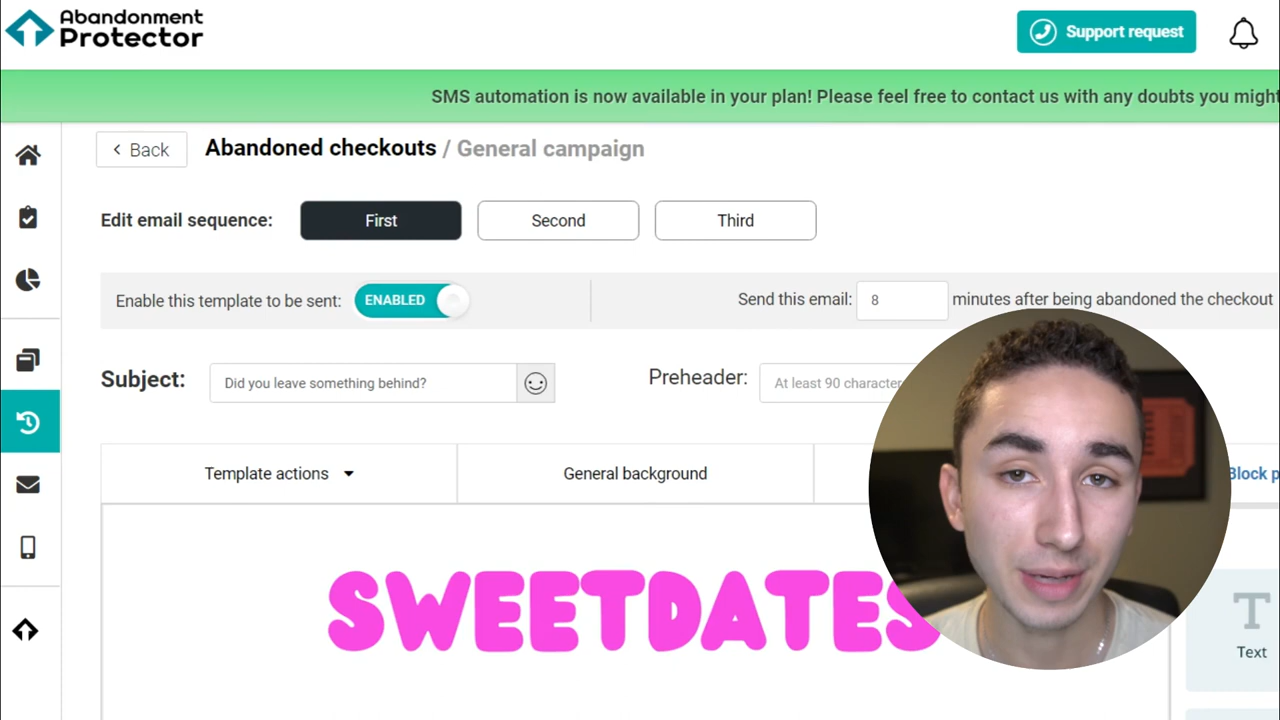 Abandonment
Protector
Support request
SMS automation is now available in your plan! Please feel free to contact us with any doubts you might
Back
Abandoned checkouts / General campaign
Edit email sequence: First Second Third
Enable this template to be sent: ENABLED Send this email: 8 minutes after being abandoned the checkout
Subject: Did you leave something behind? Preheader: At least 90 character
Template actions General background Block p
SWEETDATES
Text